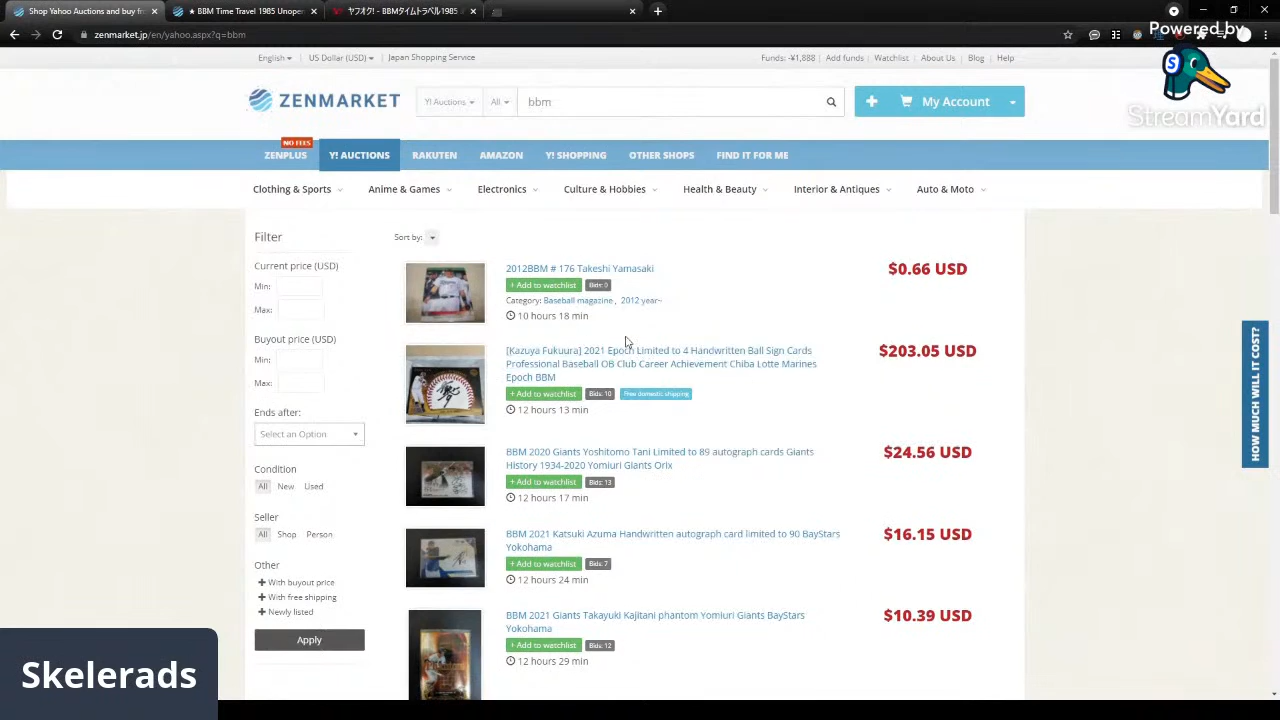 Shop Yahoo Auctions and buy fr
★ BBM Time Travel 1985 Unoper
ヤフオク! - BBMタイムトラベル1985
zenmarket.jp/en/yahoo.aspx?q=bbm
Powered by
StreamYard
English
US Dollar (USD)
Japan Shopping Service
Funds: -¥1,888
Add funds
Watchlist
About Us
Blog
Help
ZENMARKET
Y! Auctions
All
bbm
My Account
NO FEES
ZENPLUS
Y! AUCTIONS
RAKUTEN
AMAZON
Y! SHOPPING
OTHER SHOPS
FIND IT FOR ME
Clothing & Sports
Anime & Games
Electronics
Culture & Hobbies
Health & Beauty
Interior & Antiques
Auto & Moto
Filter
Current price (USD)
Min:
Max:
Buyout price (USD)
Min:
Max:
Ends after:
Select an Option
Condition
All New Used
Seller
All Shop Person
Other
+ With buyout price
+ With free shipping
+ Newly listed
Apply
Sort by:
2012BBM # 176 Takeshi Yamasaki
+ Add to watchlist Bids: 0
Category: Baseball magazine , 2012 year~
10 hours 18 min
$0.66 USD
[Kazuya Fukuura] 2021 Epoch Limited to 4 Handwritten Ball Sign Cards
Professional Baseball OB Club Career Achievement Chiba Lotte Marines
Epoch BBM
+ Add to watchlist Bids: 10 Free domestic shipping
12 hours 13 min
$203.05 USD
BBM 2020 Giants Yoshitomo Tani Limited to 89 autograph cards Giants
History 1934-2020 Yomiuri Giants Orix
+ Add to watchlist Bids: 13
12 hours 17 min
$24.56 USD
BBM 2021 Katsuki Azuma Handwritten autograph card limited to 90 BayStars
Yokohama
+ Add to watchlist Bids: 7
12 hours 24 min
$16.15 USD
BBM 2021 Giants Takayuki Kajitani phantom Yomiuri Giants BayStars
Yokohama
+ Add to watchlist Bids: 12
12 hours 29 min
$10.39 USD
HOW MUCH WILL IT COST?
Skelerads